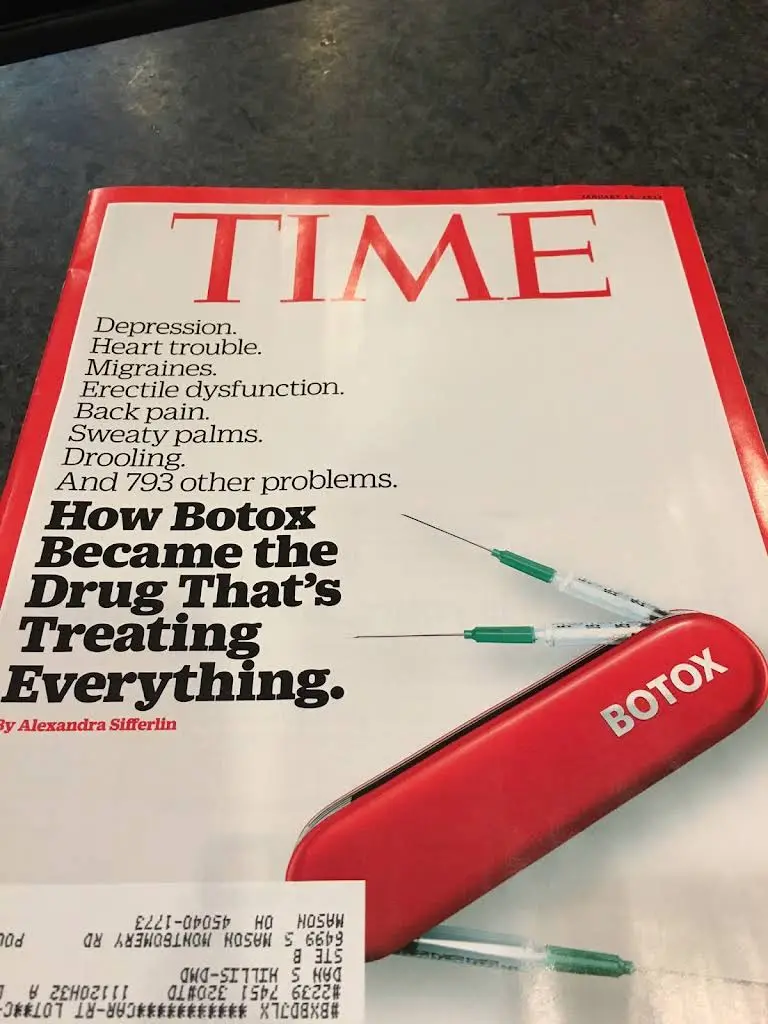 TIME
Depression.
Heart trouble.
Migraines.
Erectile dysfunction.
Back pain.
Sweaty palms.
Drooling.
And 793 other problems.
How Botox
Became the
Drug That's
Treating
Everything.
By Alexandra Sifferlin
BOTOX
DAN S HILLIS-DMD
STE B
6499 S MASON MONTGOMERY RD
MASON OH 45040-1773